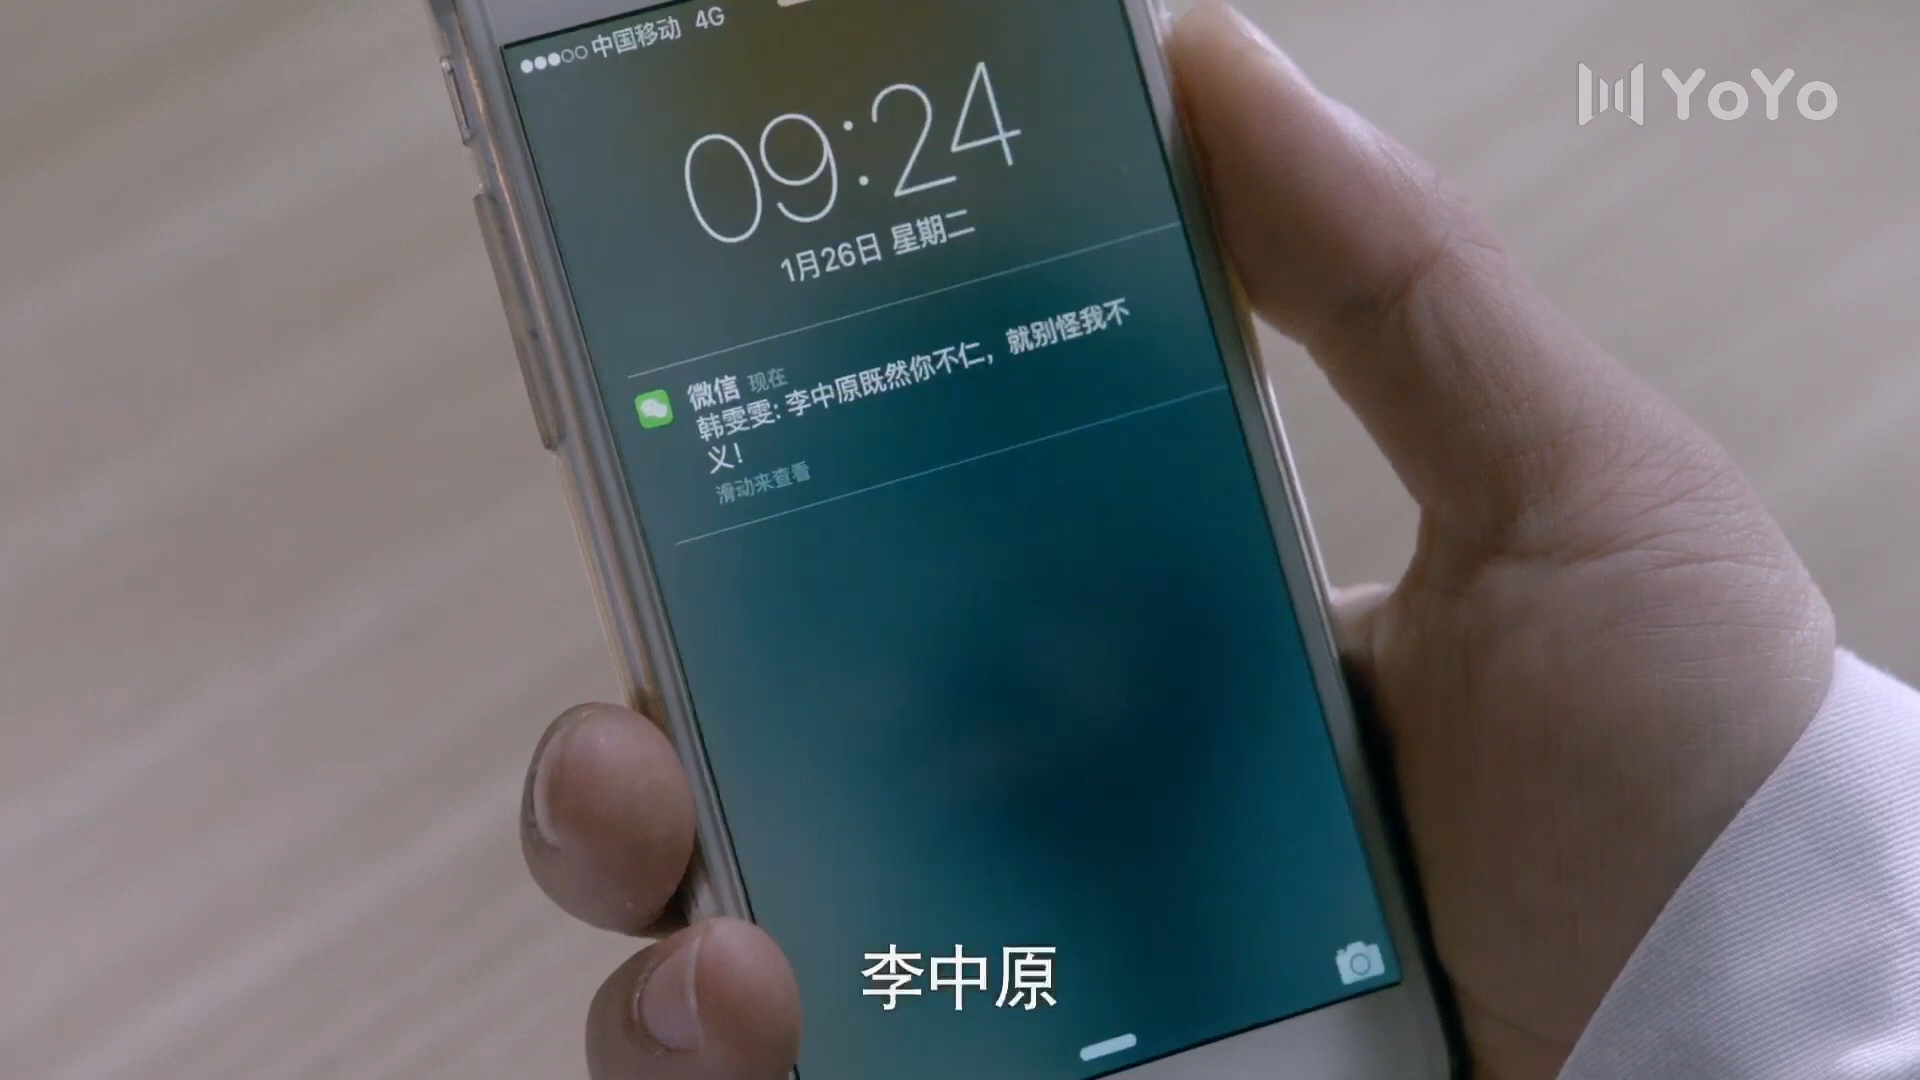 中国移动 4G
YoYo
09:24
1月26日 星期二
微信 现在
韩雯雯: 李中原既然你不仁，就别怪我不
义!
滑动来查看
李中原